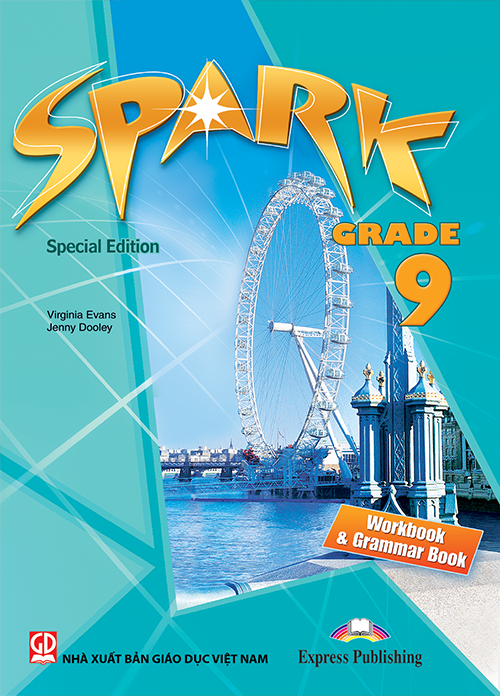 SPARK
GRADE
9
Special Edition
Virginia Evans
Jenny Dooley
Workbook
& Grammar Book
GD
NHÀ XUẤT BẢN GIÁO DỤC VIỆT NAM
Express Publishing